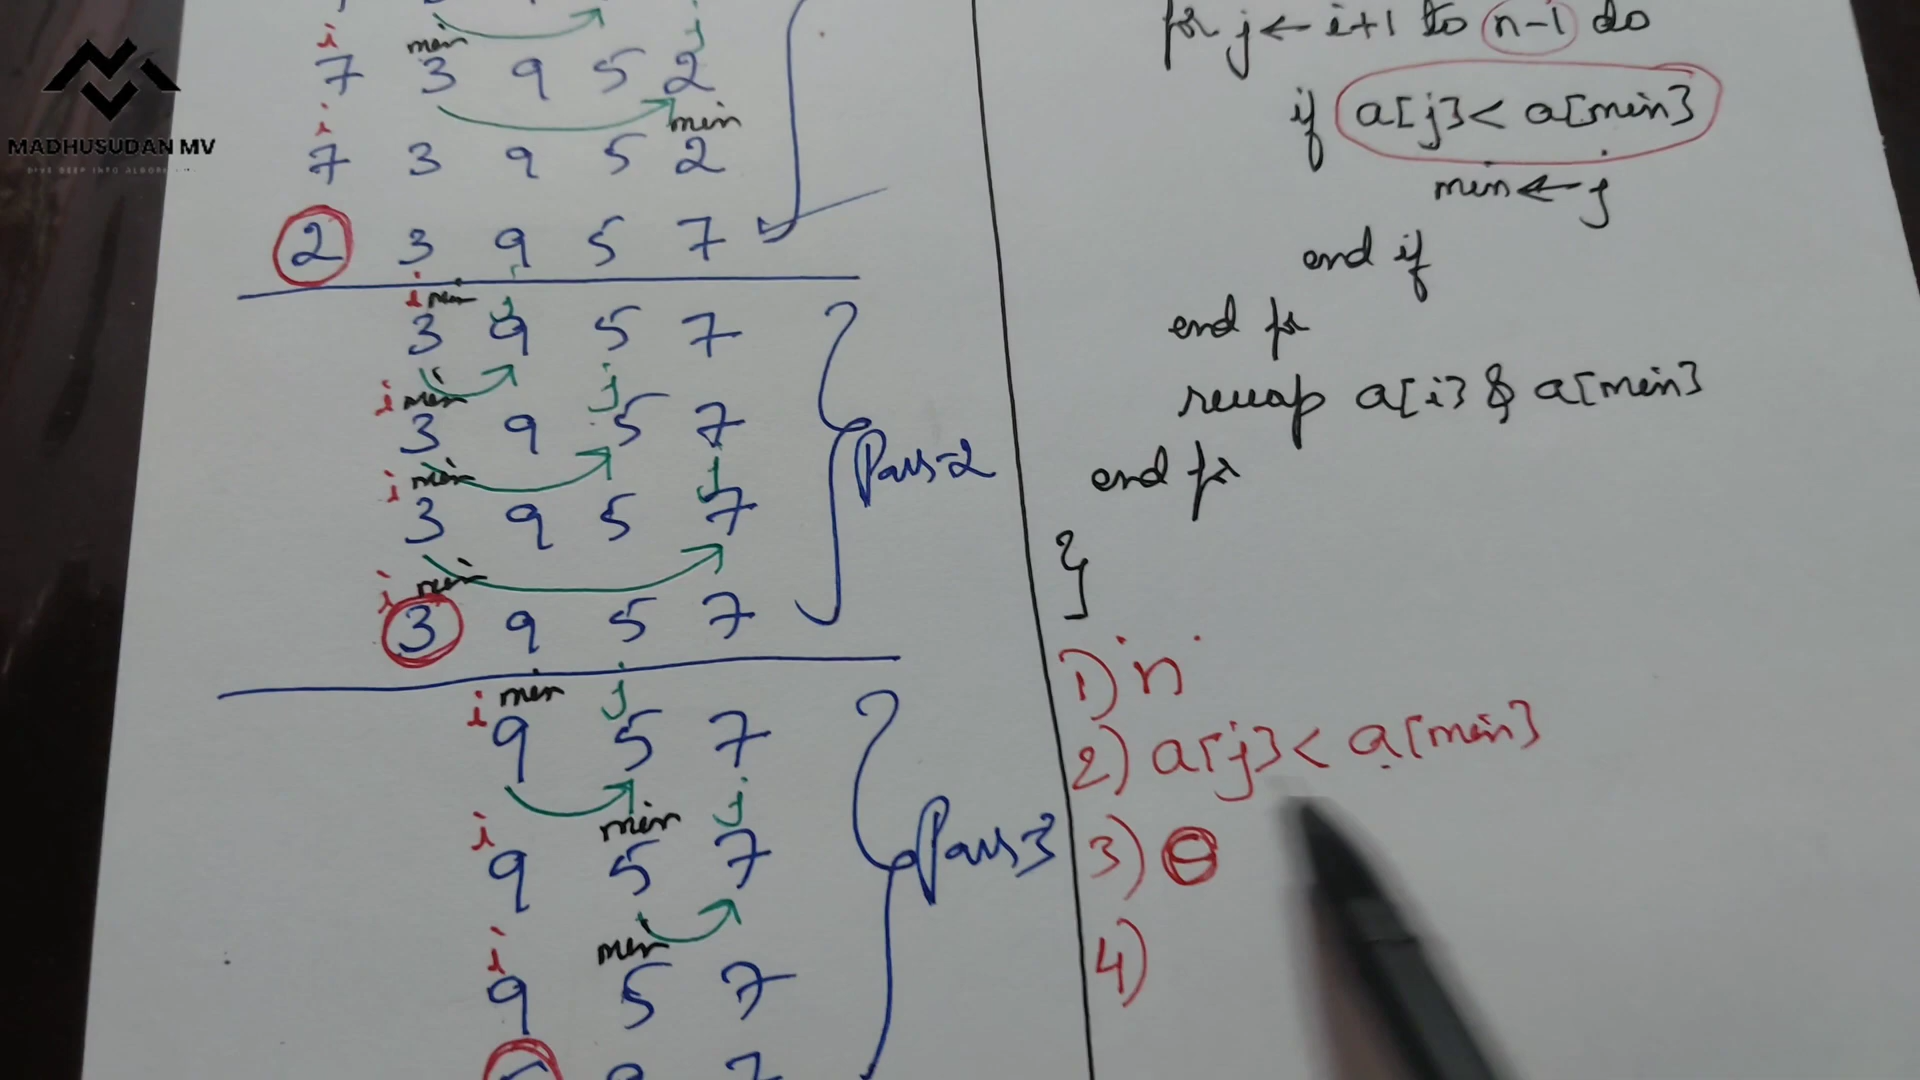 MADHUSUDAN MV
i min j
7 3 9 5 2
i min
7 3 9 5 2
2 3 9 5 7
i min j
3 9 5 7
i min j
3 9 5 7
i min j
3 9 5 7
i min
3 9 5 7
Pass-2
i min j
9 5 7
i min j
9 5 7
i min
9 5 7
Pass 3
for j ← i+1 to n-1 do
if a[j] < a[min]
min ← j
end if
end for
swap a[i] & a[min]
end for
}
1) n
2) a[j] < a[min]
3) Θ
4)